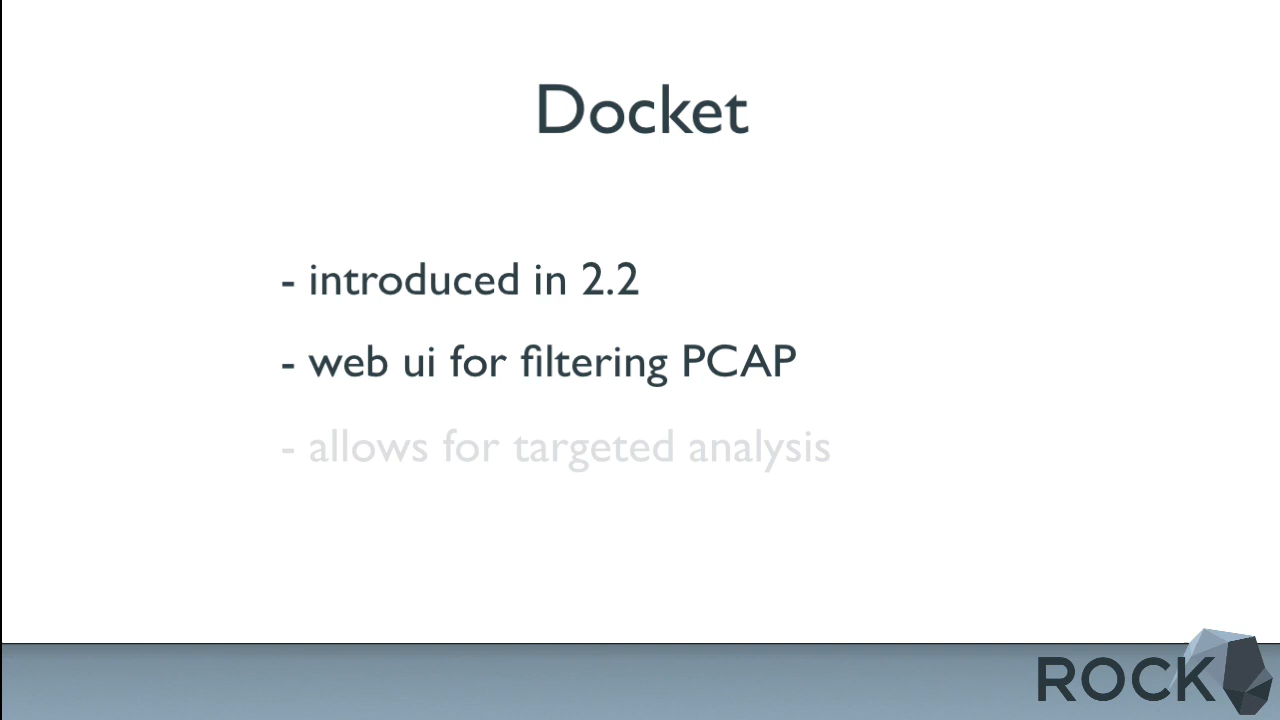 Docket
- introduced in 2.2
- web ui for filtering PCAP
- allows for targeted analysis
ROCK